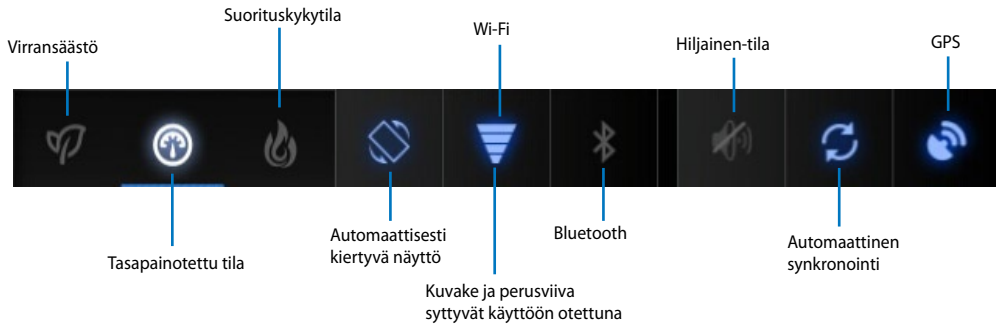 Virransäästö
Suorituskykytila
Wi-Fi
Hiljainen-tila
GPS
Tasapainotettu tila
Automaattisesti
kiertyvä näyttö
Kuvake ja perusviiva
syttyvät käyttöön otettuna
Bluetooth
Automaattinen
synkronointi